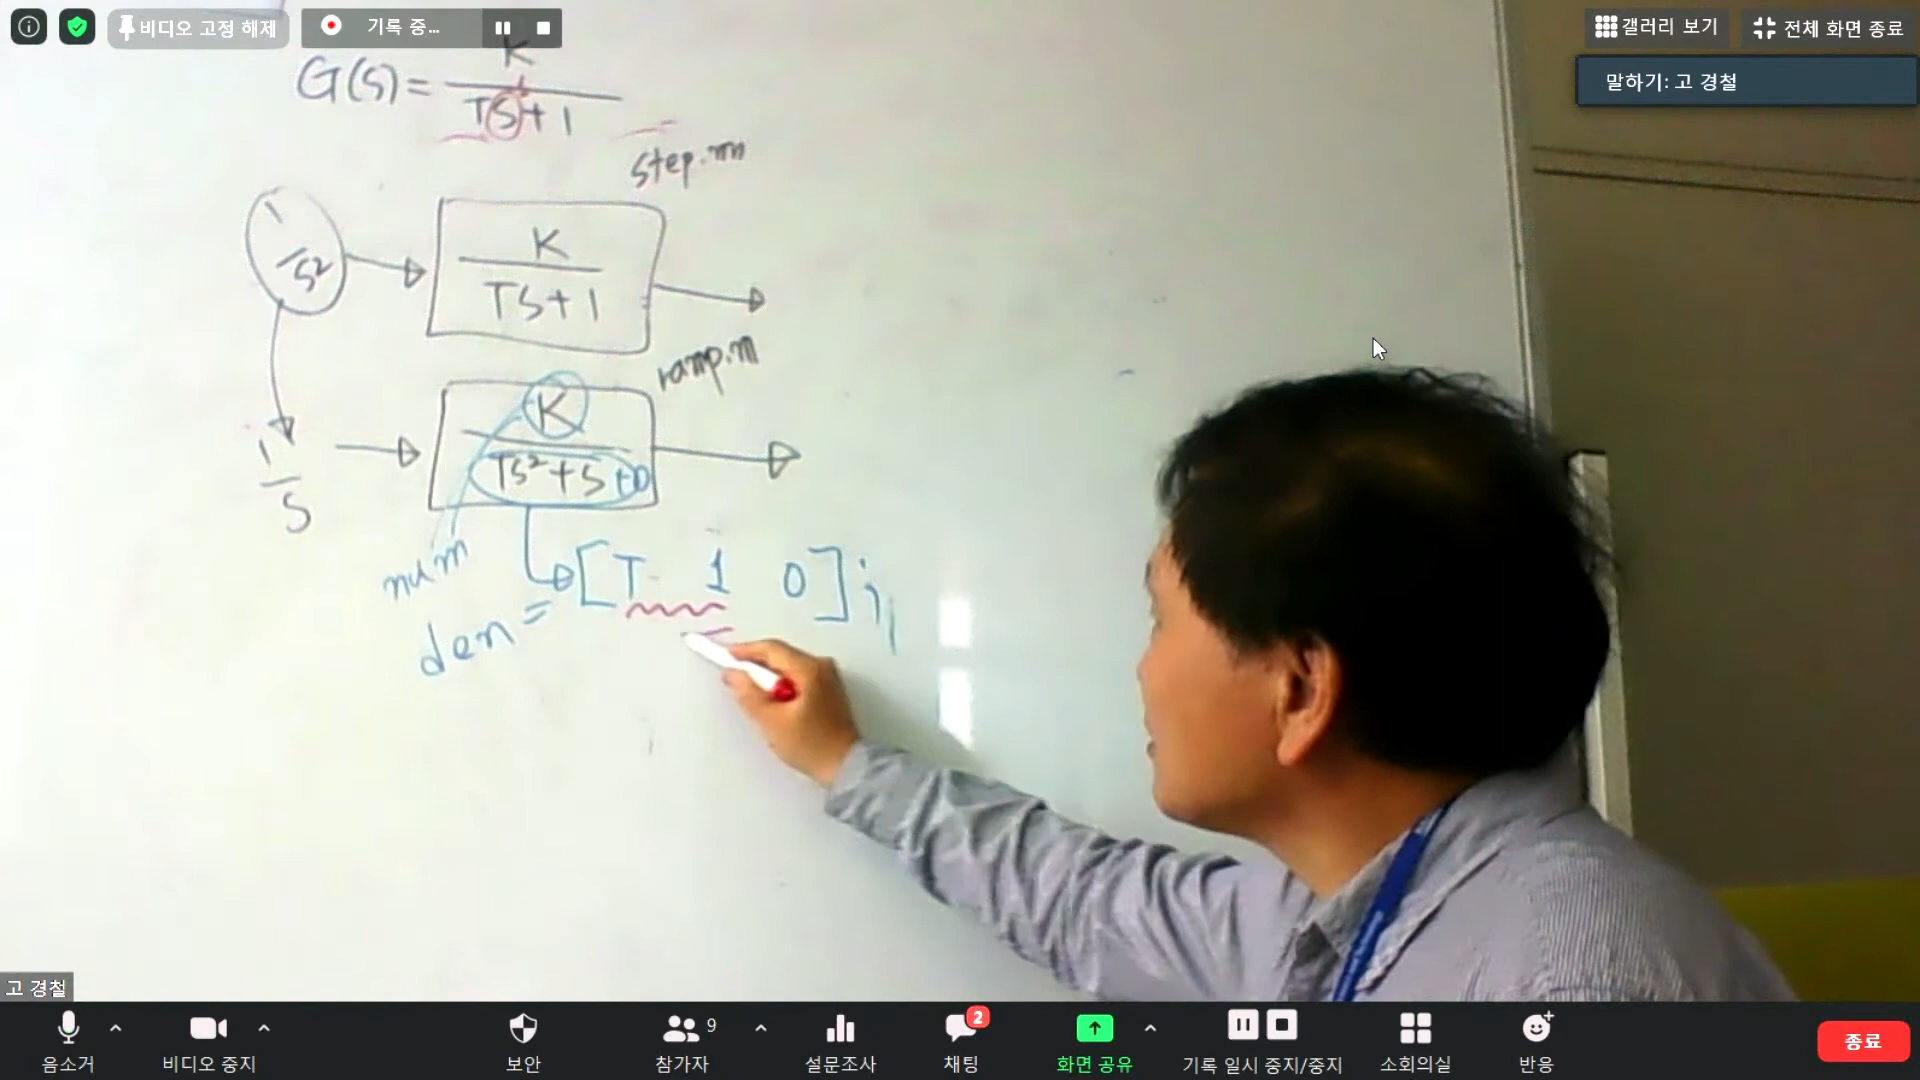 비디오 고정 해제
기록 중...
갤러리 보기
전체 화면 종료
말하기: 고 경철
K
G(s)=
TS+1
step.m
1
S²
K
TS+1
ramp.m
1
S
K
TS²+S+0
num
den= [T 1 0];
고 경철
음소거
비디오 중지
보안
9
참가자
설문조사
2
채팅
화면 공유
기록 일시 중지/중지
소회의실
반응
종료